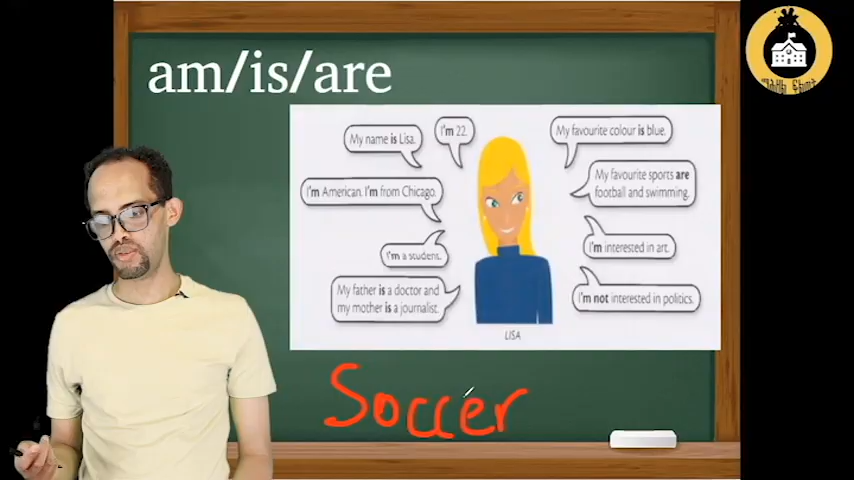 am/is/are
My name is Lisa.
I'm 22.
My favourite colour is blue.
I'm American. I'm from Chicago.
My favourite sports are
football and swimming.
I'm a student.
I'm interested in art.
My father is a doctor and
my mother is a journalist.
I'm not interested in politics.
LISA
Soccer